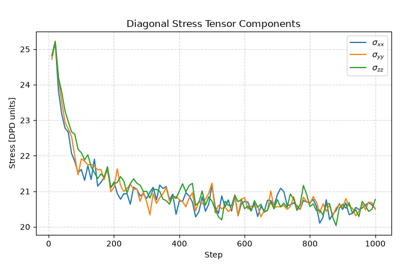 Diagonal Stress Tensor Components
Stress [DPD units]
25
24
23
22
21
20
σxx
σyy
σzz
0
200
400
600
800
1000
Step